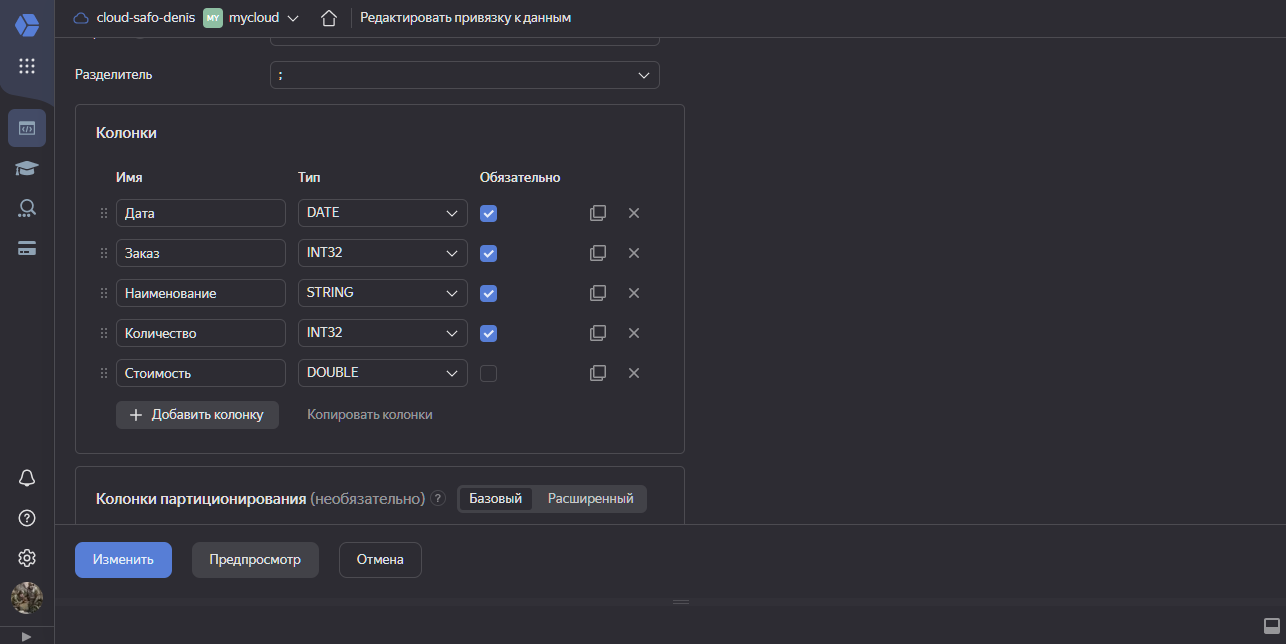 cloud-safo-denis MY mycloud Редактировать привязку к данным
Разделитель ;
Колонки
Имя Тип Обязательно
Дата DATE
Заказ INT32
Наименование STRING
Количество INT32
Стоимость DOUBLE
Добавить колонку Копировать колонки
Колонки партиционирования (необязательно) ? Базовый Расширенный
Изменить Предпросмотр Отмена